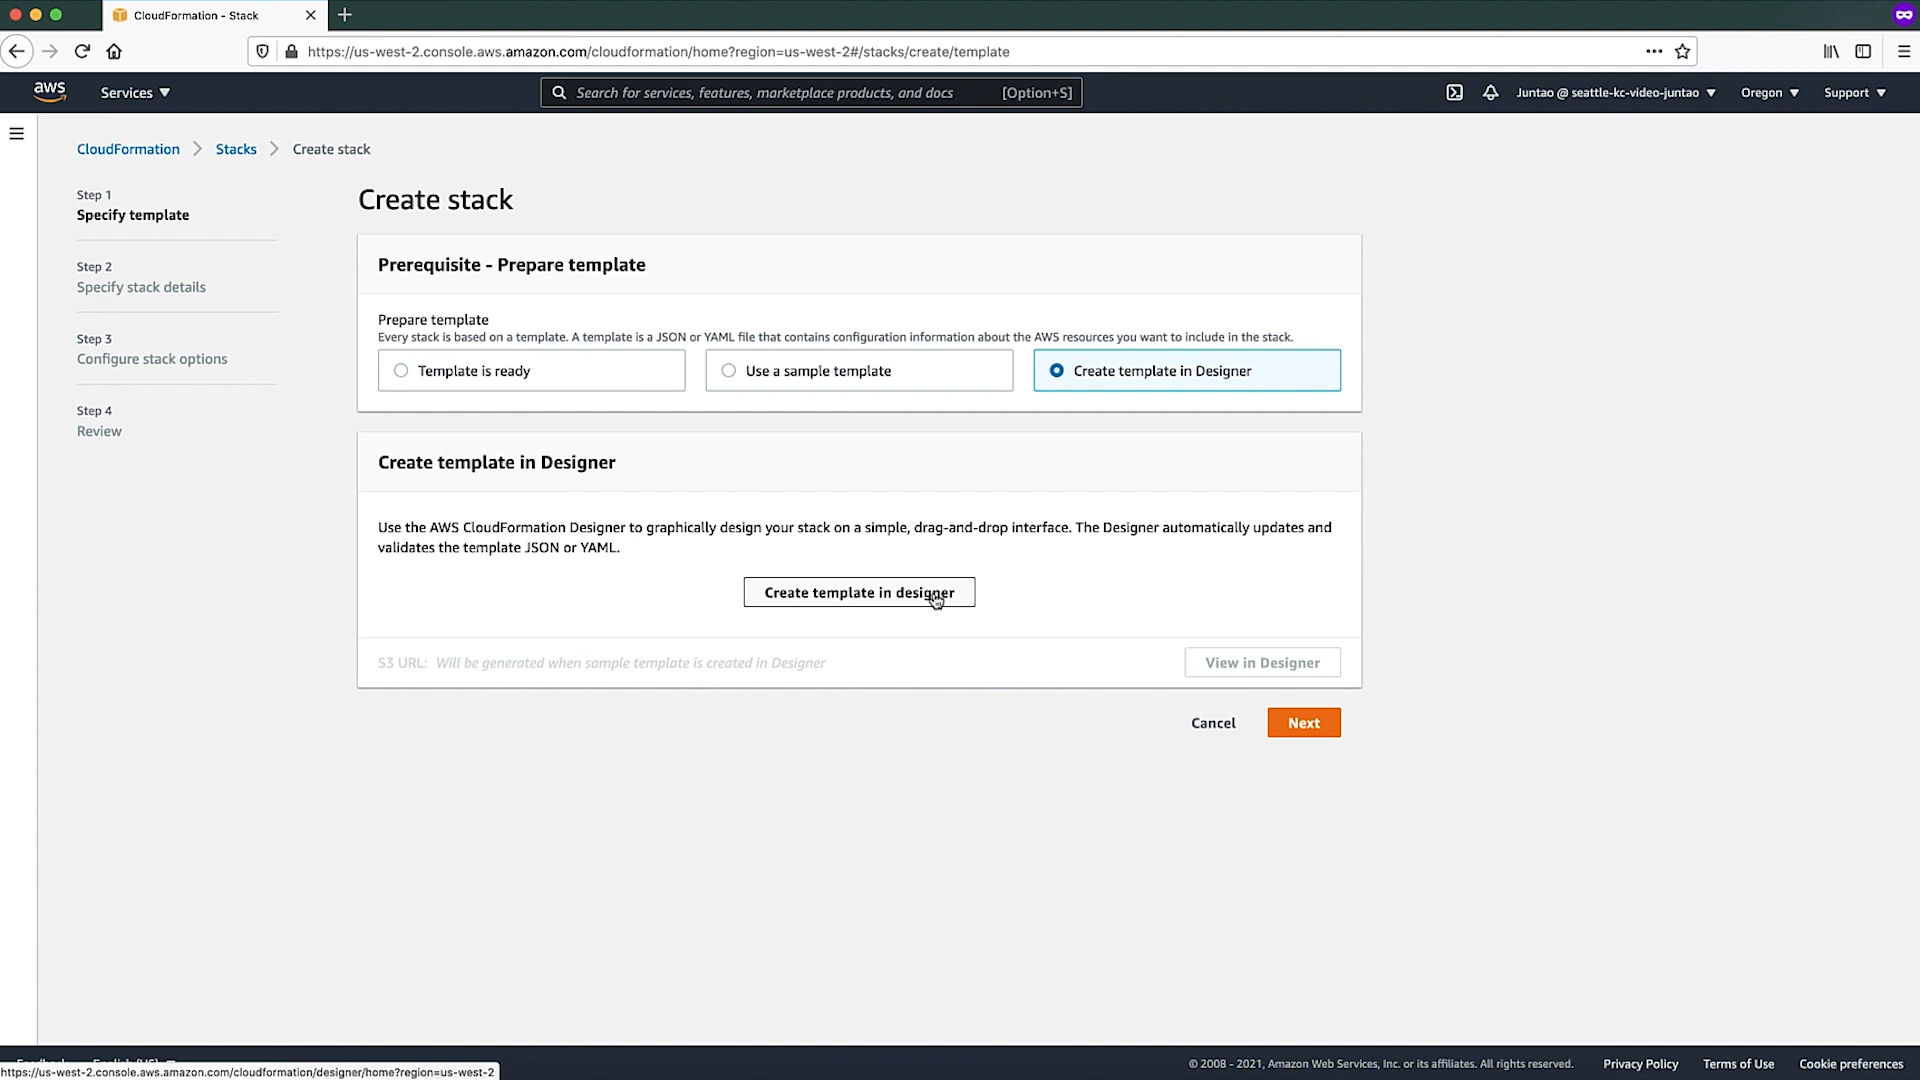 CloudFormation - Stack
https://us-west-2.console.aws.amazon.com/cloudformation/home?region=us-west-2#/stacks/create/template
aws
Services
Search for services, features, marketplace products, and docs
[Option+S]
Juntao @ seattle-kc-video-juntao
Oregon
Support
CloudFormation
Stacks
Create stack
Step 1
Specify template
Step 2
Specify stack details
Step 3
Configure stack options
Step 4
Review
Create stack
Prerequisite - Prepare template
Prepare template
Every stack is based on a template. A template is a JSON or YAML file that contains configuration information about the AWS resources you want to include in the stack.
Template is ready
Use a sample template
Create template in Designer
Create template in Designer
Use the AWS CloudFormation Designer to graphically design your stack on a simple, drag-and-drop interface. The Designer automatically updates and
validates the template JSON or YAML.
Create template in designer
S3 URL: Will be generated when sample template is created in Designer
View in Designer
Cancel
Next
Feedback
English (US)
© 2008 - 2021, Amazon Web Services, Inc. or its affiliates. All rights reserved.
Privacy Policy
Terms of Use
Cookie preferences
https://us-west-2.console.aws.amazon.com/cloudformation/designer/home?region=us-west-2